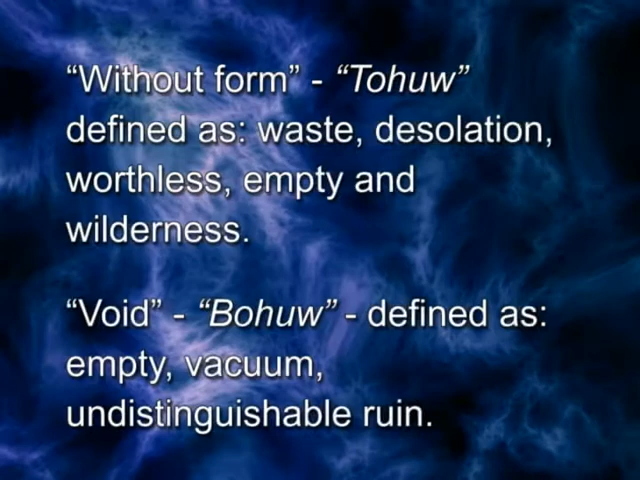 “Without form” - “Tohuw”
defined as: waste, desolation,
worthless, empty and
wilderness.
“Void” - “Bohuw” - defined as:
empty, vacuum,
undistinguishable ruin.